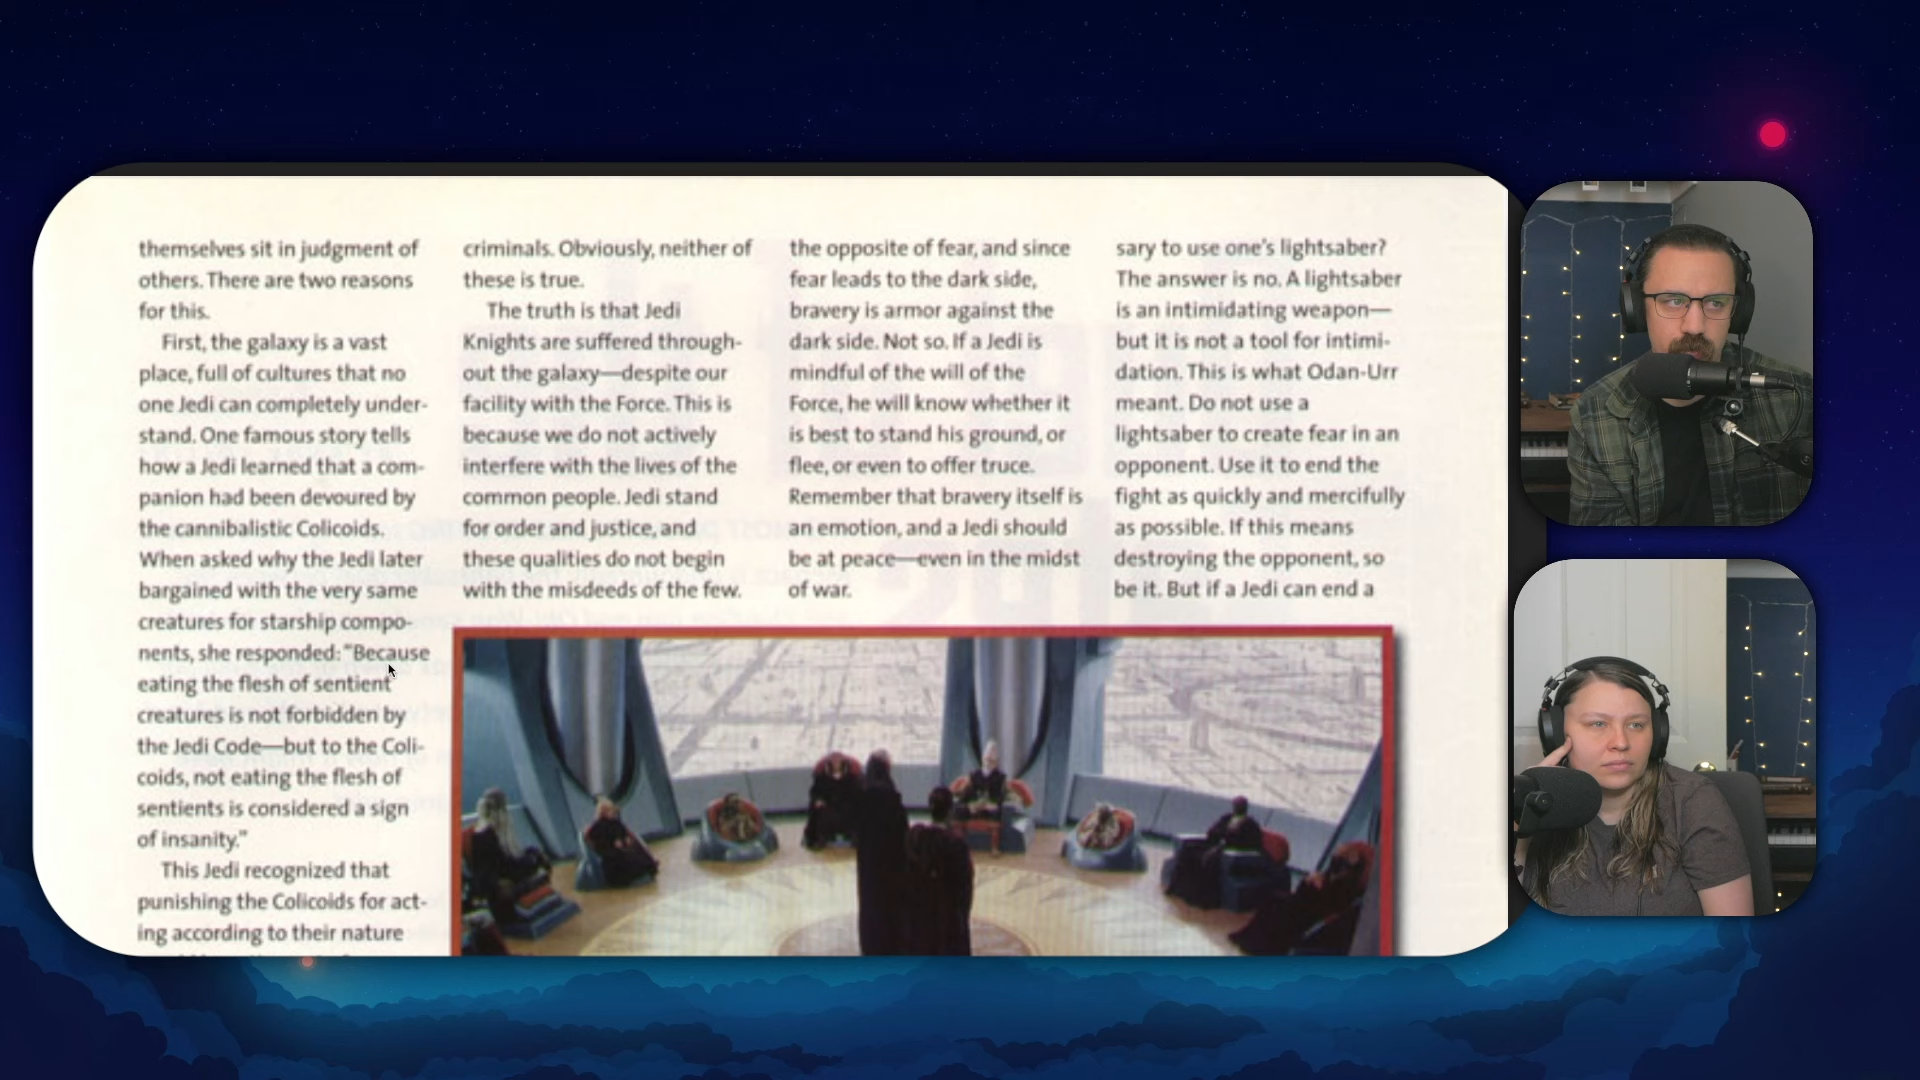 themselves sit in judgment of
others. There are two reasons
for this.
First, the galaxy is a vast
place, full of cultures that no
one Jedi can completely under-
stand. One famous story tells
how a Jedi learned that a com-
panion had been devoured by
the cannibalistic Colicoids.
When asked why the Jedi later
bargained with the very same
creatures for starship compo-
nents, she responded: “Because
eating the flesh of sentient
creatures is not forbidden by
the Jedi Code—but to the Coli-
coids, not eating the flesh of
sentients is considered a sign
of insanity.”
This Jedi recognized that
punishing the Colicoids for act-
ing according to their nature
criminals. Obviously, neither of
these is true.
The truth is that Jedi
Knights are suffered through-
out the galaxy—despite our
facility with the Force. This is
because we do not actively
interfere with the lives of the
common people. Jedi stand
for order and justice, and
these qualities do not begin
with the misdeeds of the few.
the opposite of fear, and since
fear leads to the dark side,
bravery is armor against the
dark side. Not so. If a Jedi is
mindful of the will of the
Force, he will know whether it
is best to stand his ground, or
flee, or even to offer truce.
Remember that bravery itself is
an emotion, and a Jedi should
be at peace—even in the midst
of war.
sary to use one’s lightsaber?
The answer is no. A lightsaber
is an intimidating weapon—
but it is not a tool for intimi-
dation. This is what Odan-Urr
meant. Do not use a
lightsaber to create fear in an
opponent. Use it to end the
fight as quickly and mercifully
as possible. If this means
destroying the opponent, so
be it. But if a Jedi can end a